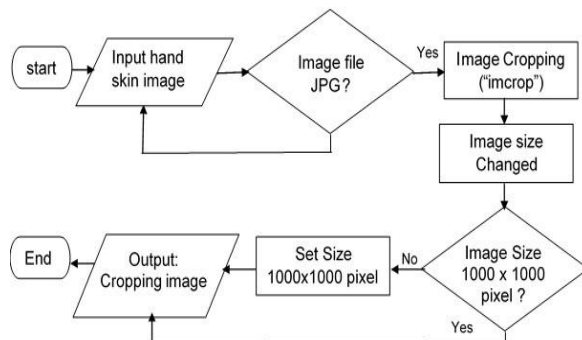 start
Input hand
skin image
Image file
JPG?
Yes
Image Cropping
("imcrop")
Image size
Changed
Image Size
1000 x 1000
pixel ?
No
Set Size
1000x1000 pixel
Yes
Output:
Cropping image
End